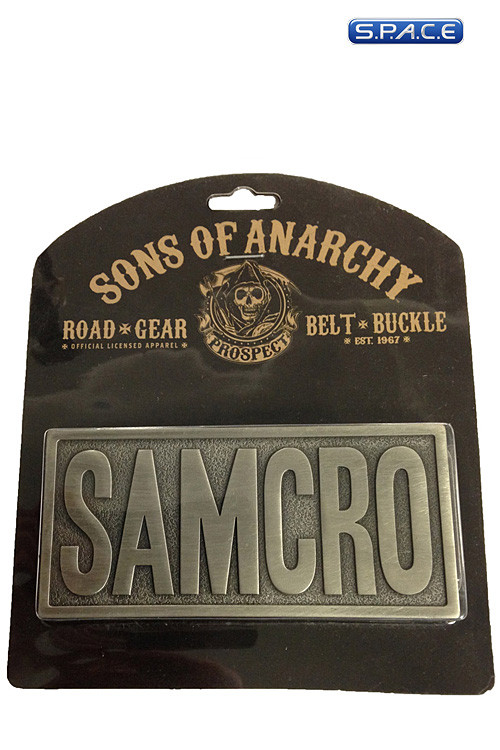 S.P.A.C.E
SONS OF ANARCHY
ROAD ✠ GEAR
✠ OFFICIAL LICENSED APPAREL ✠
PROSPECT
BELT ✠ BUCKLE
✠ EST. 1967 ✠
SAMCRO